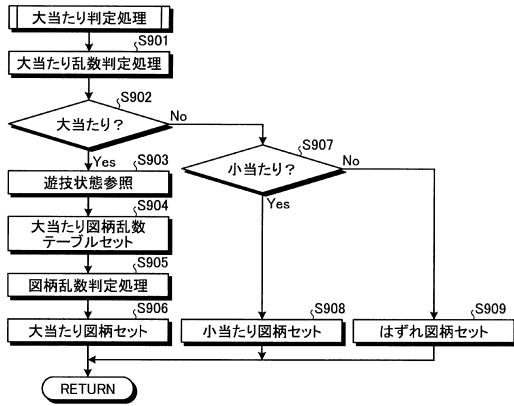 大当たり判定処理
S901
大当たり乱数判定処理
S902
大当たり?
No
Yes
S903
遊技状態参照
S904
大当たり図柄乱数
テーブルセット
S905
図柄乱数判定処理
S906
大当たり図柄セット
S907
小当たり?
No
Yes
S908
小当たり図柄セット
S909
はずれ図柄セット
RETURN